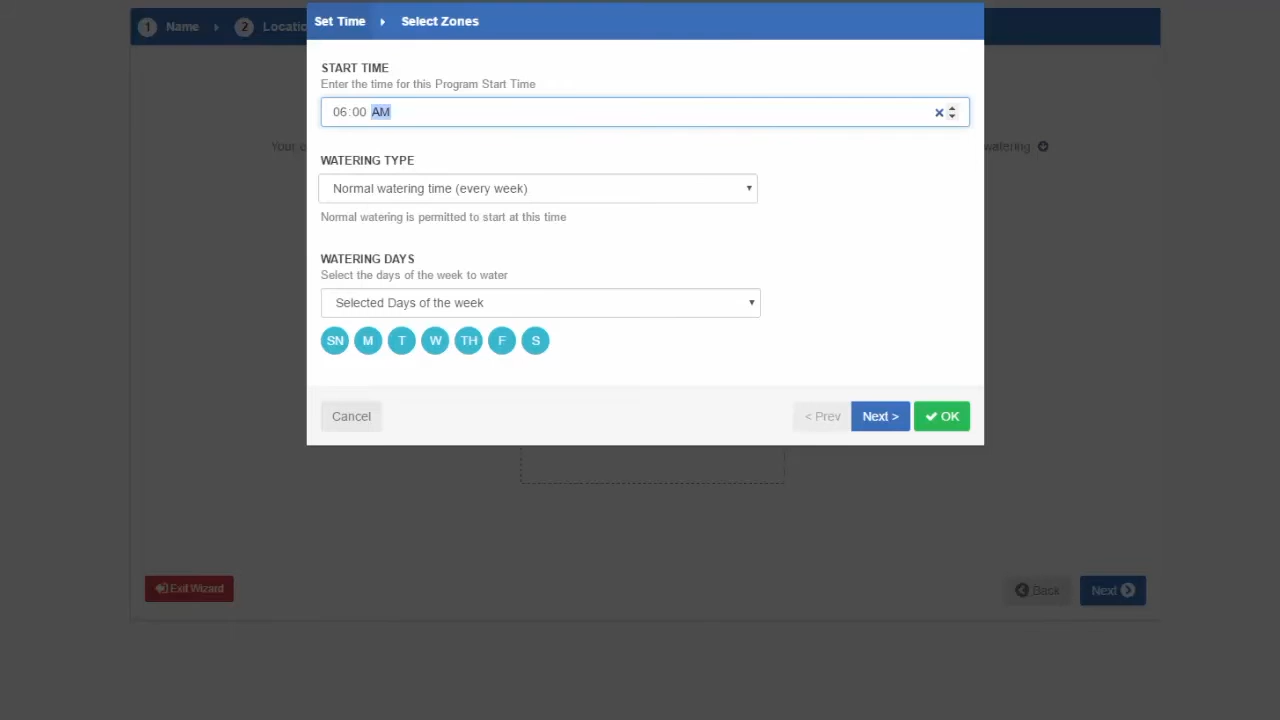 1 Name 2 Locatio
Set Time Select Zones
START TIME
Enter the time for this Program Start Time
06:00 AM
Your
watering
WATERING TYPE
Normal watering time (every week)
Normal watering is permitted to start at this time
WATERING DAYS
Select the days of the week to water
Selected Days of the week
SN M T W TH F S
Cancel < Prev Next > OK
Exit Wizard Back Next